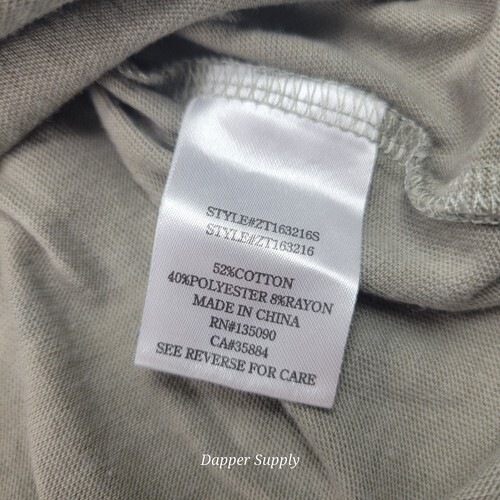 STYLE#ZT163216S
STYLE#ZT163216
52%COTTON
40%POLYESTER 8%RAYON
MADE IN CHINA
RN#135090
CA#35884
SEE REVERSE FOR CARE
Dapper Supply